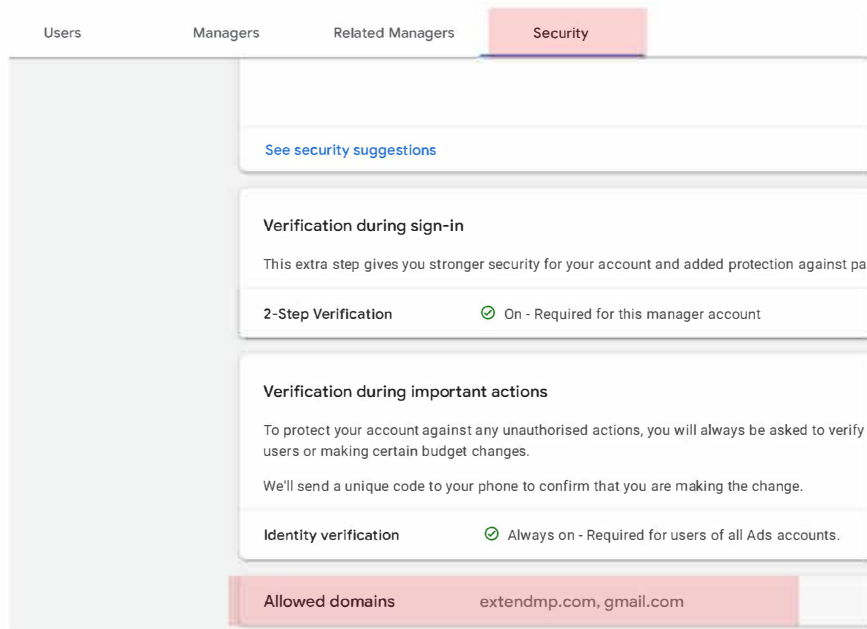 Users Managers Related Managers Security
See security suggestions
Verification during sign-in
This extra step gives you stronger security for your account and added protection against pa
2-Step Verification On - Required for this manager account
Verification during important actions
To protect your account against any unauthorised actions, you will always be asked to verify
users or making certain budget changes.
We'll send a unique code to your phone to confirm that you are making the change.
Identity verification Always on - Required for users of all Ads accounts.
Allowed domains extendmp.com, gmail.com